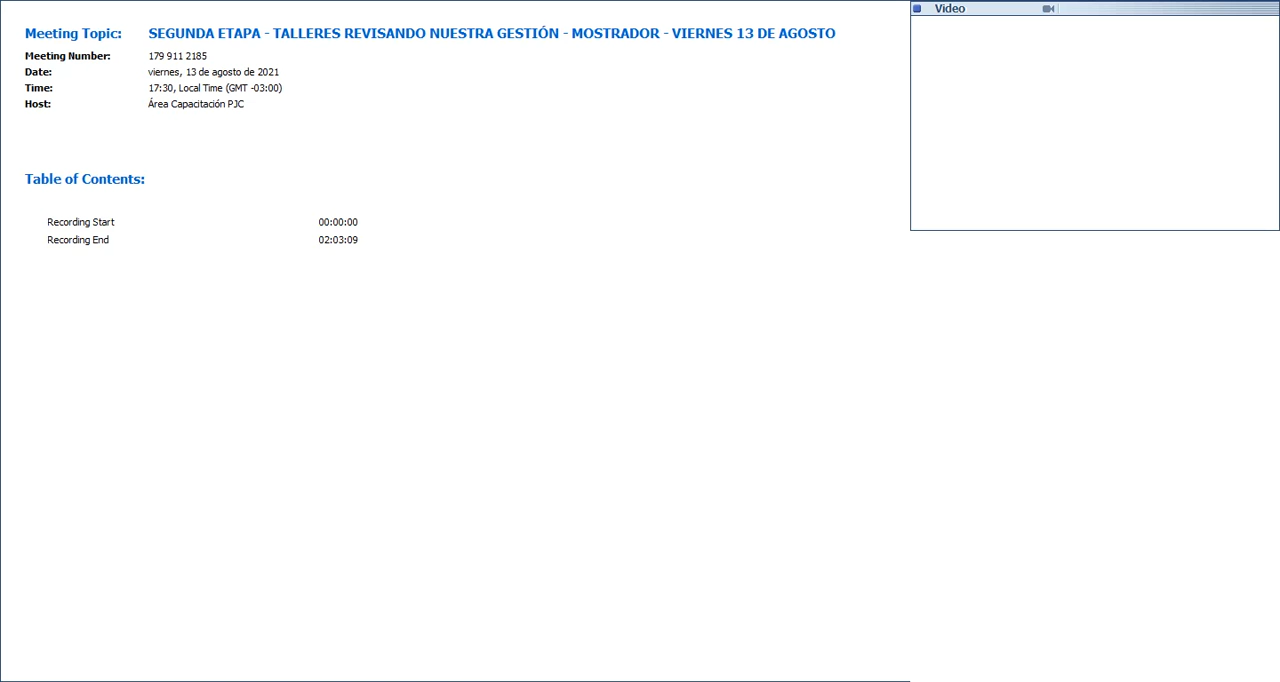 Meeting Topic: SEGUNDA ETAPA - TALLERES REVISANDO NUESTRA GESTIÓN - MOSTRADOR - VIERNES 13 DE AGOSTO
Meeting Number: 179 911 2185
Date: viernes, 13 de agosto de 2021
Time: 17:30, Local Time (GMT -03:00)
Host: Área Capacitación PJC
Table of Contents:
Recording Start 00:00:00
Recording End 02:03:09
Video